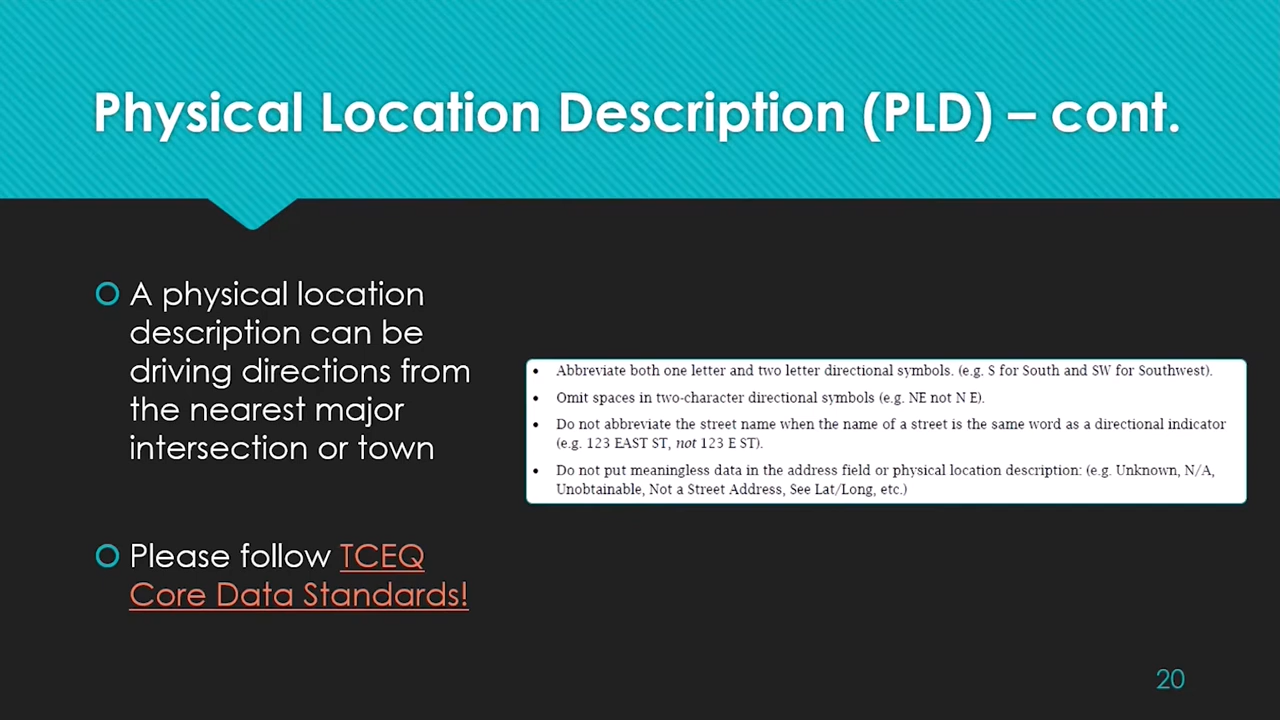 Physical Location Description (PLD) – cont.
A physical location
description can be
driving directions from
the nearest major
intersection or town
Please follow TCEQ
Core Data Standards!
• Abbreviate both one letter and two letter directional symbols. (e.g. S for South and SW for Southwest).
• Omit spaces in two-character directional symbols (e.g. NE not N E).
• Do not abbreviate the street name when the name of a street is the same word as a directional indicator
(e.g. 123 EAST ST, not 123 E ST).
• Do not put meaningless data in the address field or physical location description: (e.g. Unknown, N/A,
Unobtainable, Not a Street Address, See Lat/Long, etc.)
20